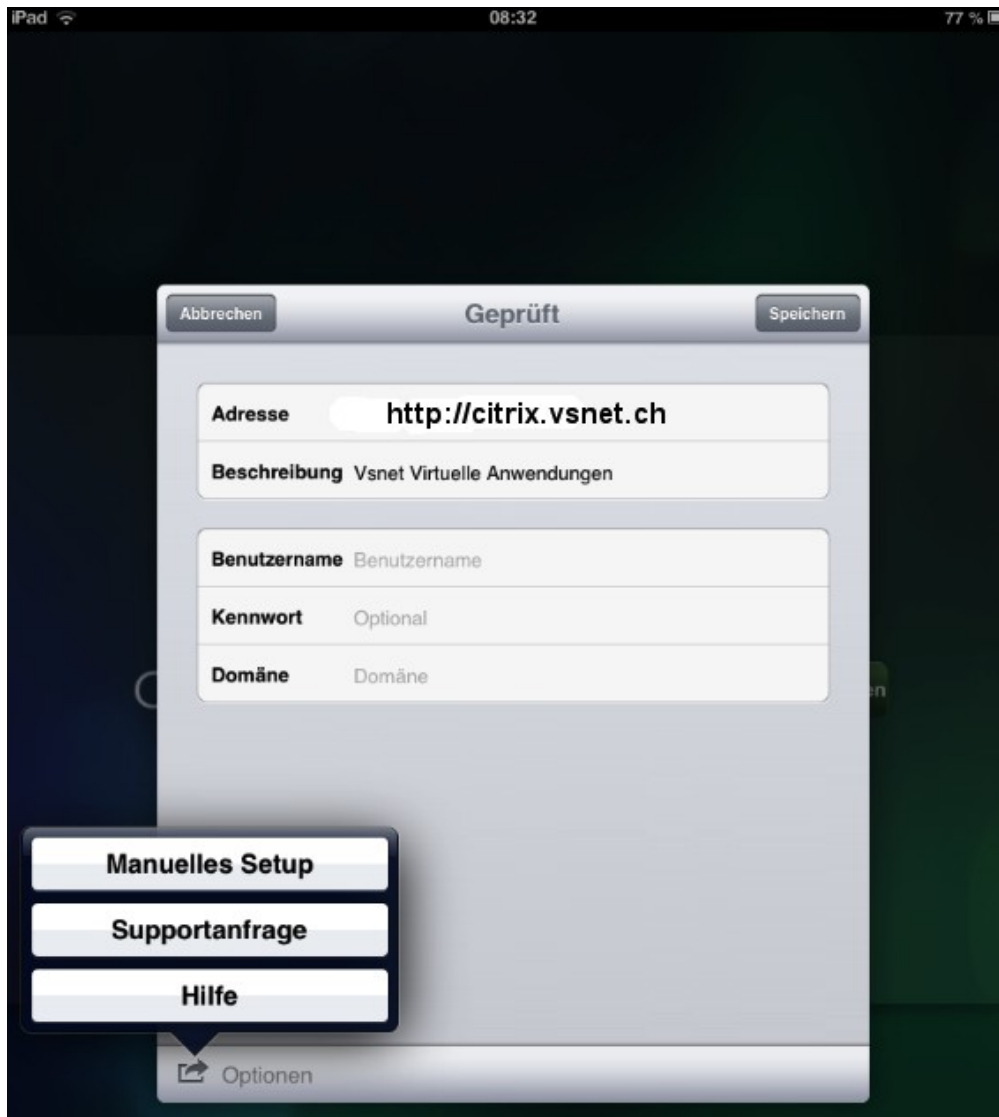 iPad 08:32 77 %
Abbrechen Geprüft Speichern
Adresse http://citrix.vsnet.ch
Beschreibung Vsnet Virtuelle Anwendungen
Benutzername Benutzername
Kennwort Optional
Domäne Domäne
en
Manuelles Setup
Supportanfrage
Hilfe
Optionen